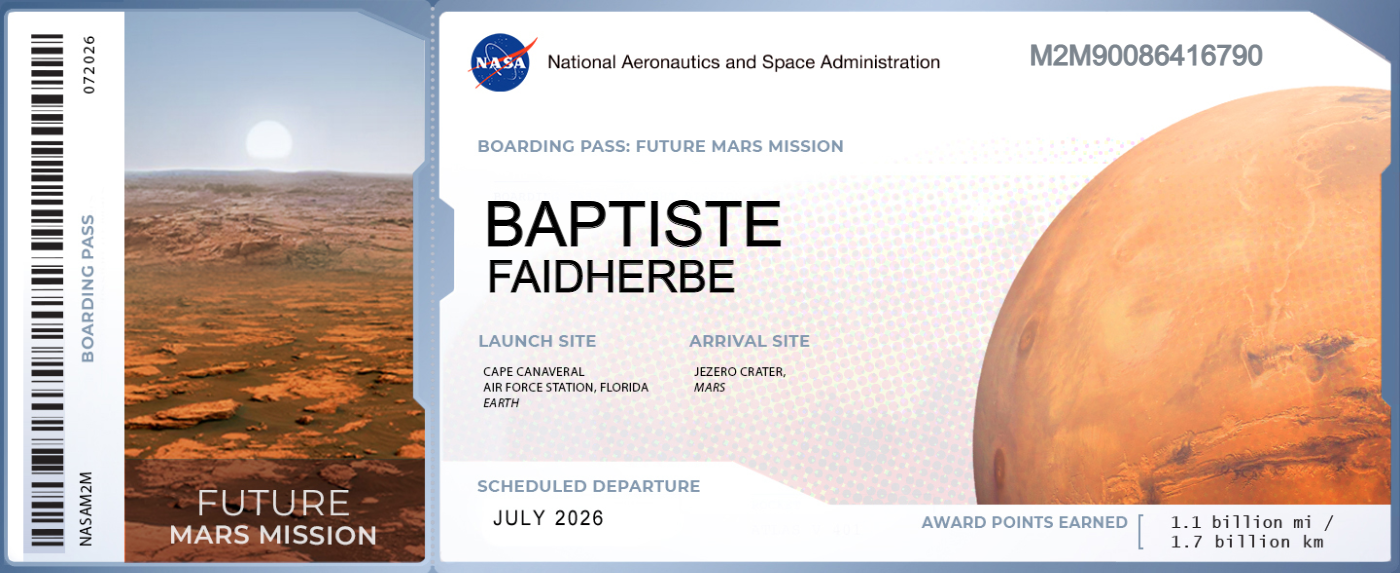 072026
BOARDING PASS
NASAM2M
FUTURE
MARS MISSION
NASA
National Aeronautics and Space Administration
M2M90086416790
BOARDING PASS: FUTURE MARS MISSION
BAPTISTE
FAIDHERBE
LAUNCH SITE
CAPE CANAVERAL
AIR FORCE STATION, FLORIDA
EARTH
ARRIVAL SITE
JEZERO CRATER,
MARS
SCHEDULED DEPARTURE
JULY 2026
AWARD POINTS EARNED
1.1 billion mi /
1.7 billion km